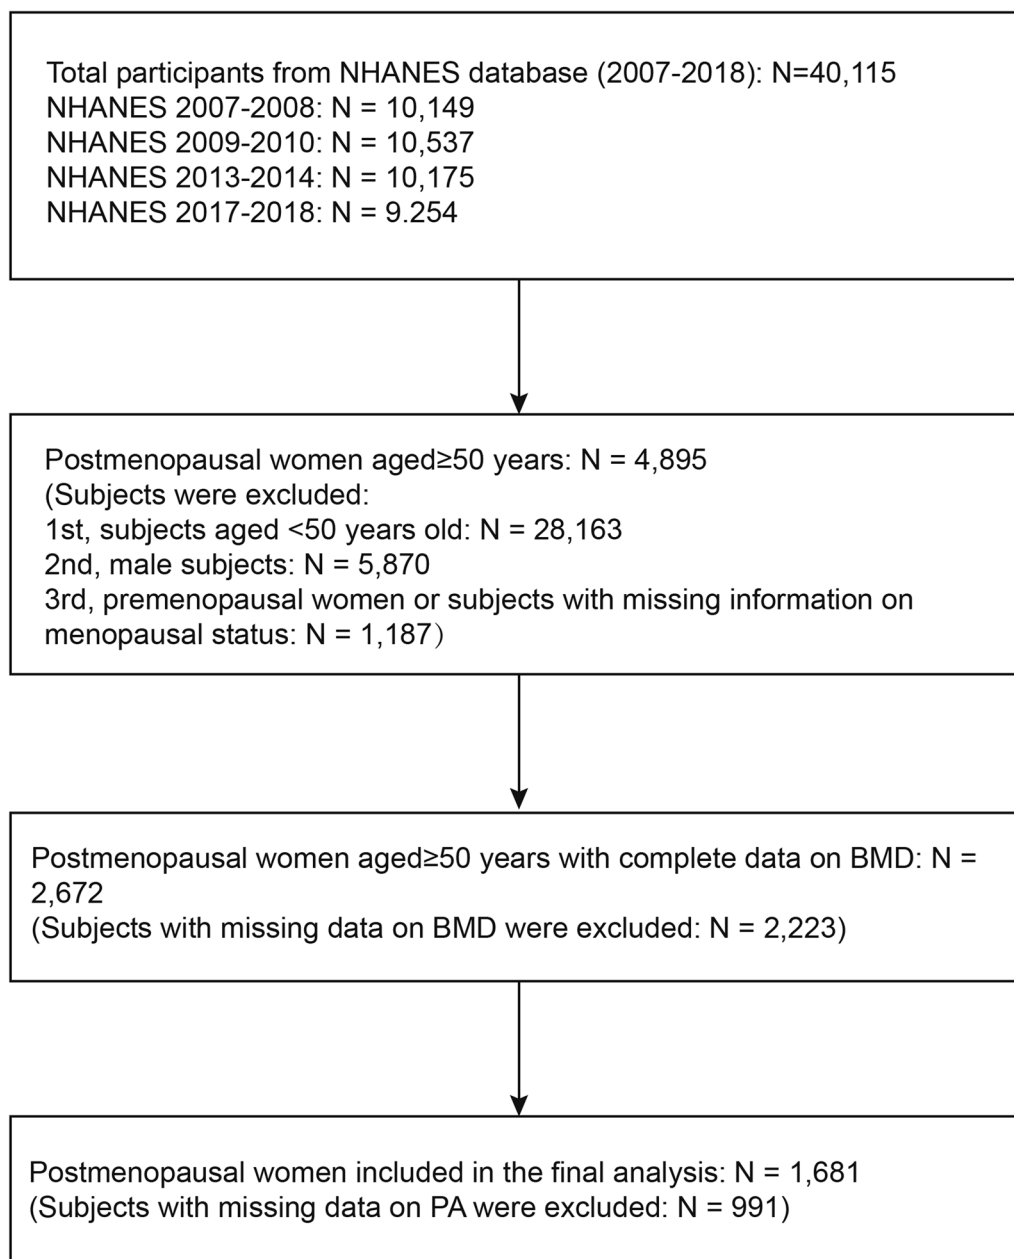 Total participants from NHANES database (2007-2018): N=40,115
NHANES 2007-2008: N = 10,149
NHANES 2009-2010: N = 10,537
NHANES 2013-2014: N = 10,175
NHANES 2017-2018: N = 9.254
Postmenopausal women aged≥50 years: N = 4,895
(Subjects were excluded:
1st, subjects aged <50 years old: N = 28,163
2nd, male subjects: N = 5,870
3rd, premenopausal women or subjects with missing information on
menopausal status: N = 1,187）
Postmenopausal women aged≥50 years with complete data on BMD: N =
2,672
(Subjects with missing data on BMD were excluded: N = 2,223)
Postmenopausal women included in the final analysis: N = 1,681
(Subjects with missing data on PA were excluded: N = 991)